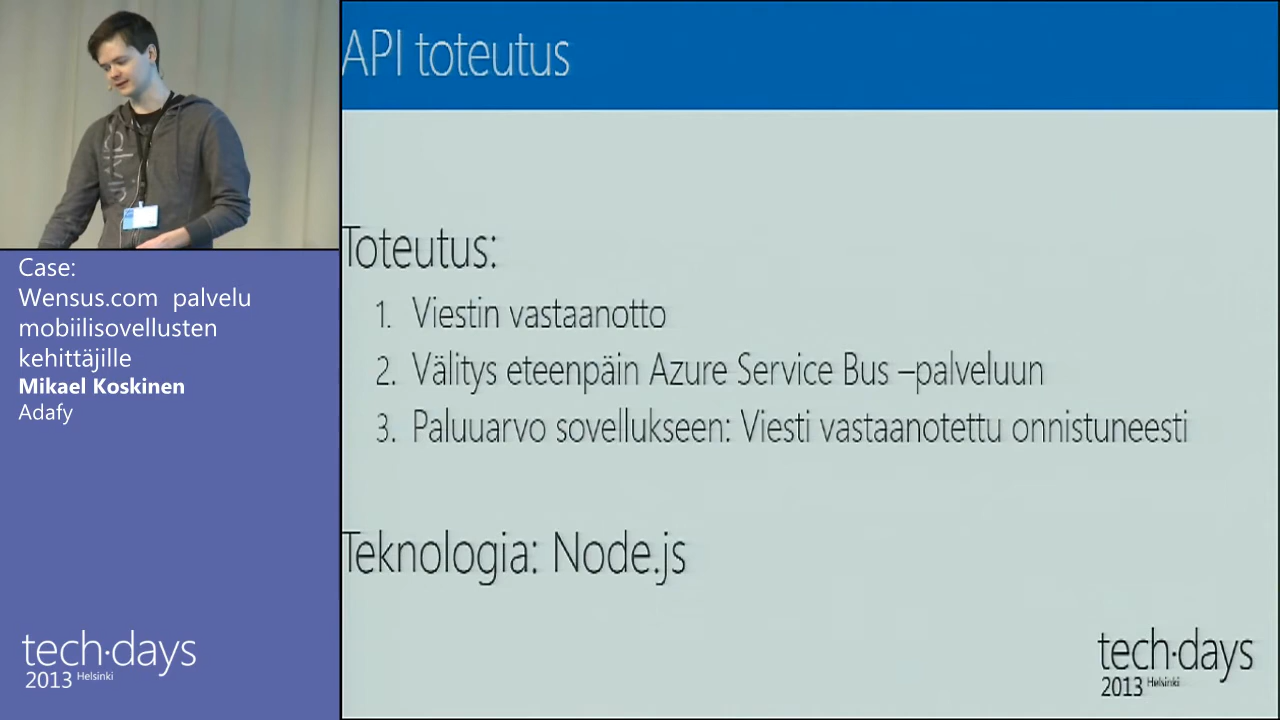 API toteutus
Toteutus:
1. Viestin vastaanotto
2. Välitys eteenpäin Azure Service Bus –palveluun
3. Paluuarvo sovellukseen: Viesti vastaanotettu onnistuneesti
Teknologia: Node.js
tech·days
2013 Helsinki
Case:
Wensus.com palvelu
mobiilisovellusten
kehittäjille
Mikael Koskinen
Adafy
tech·days
2013 Helsinki